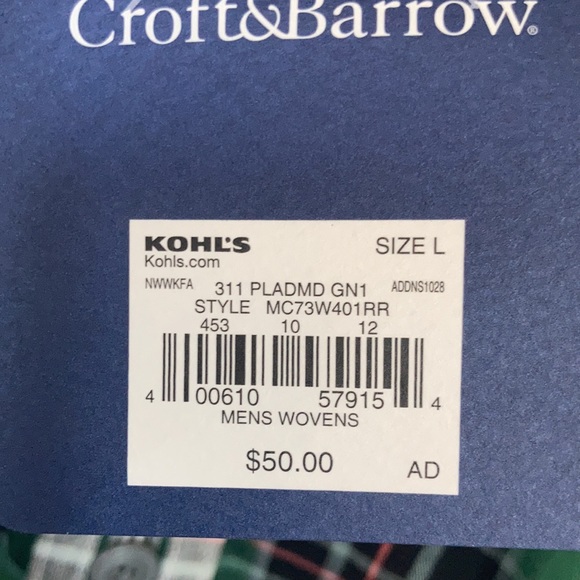 Croft&Barrow®
KOHL'S SIZE L
Kohls.com
NWWKFA 311 PLADMD GN1 ADDNS1028
STYLE MC73W401RR
453 10 12
4 00610 57915 4
MENS WOVENS
$50.00 AD